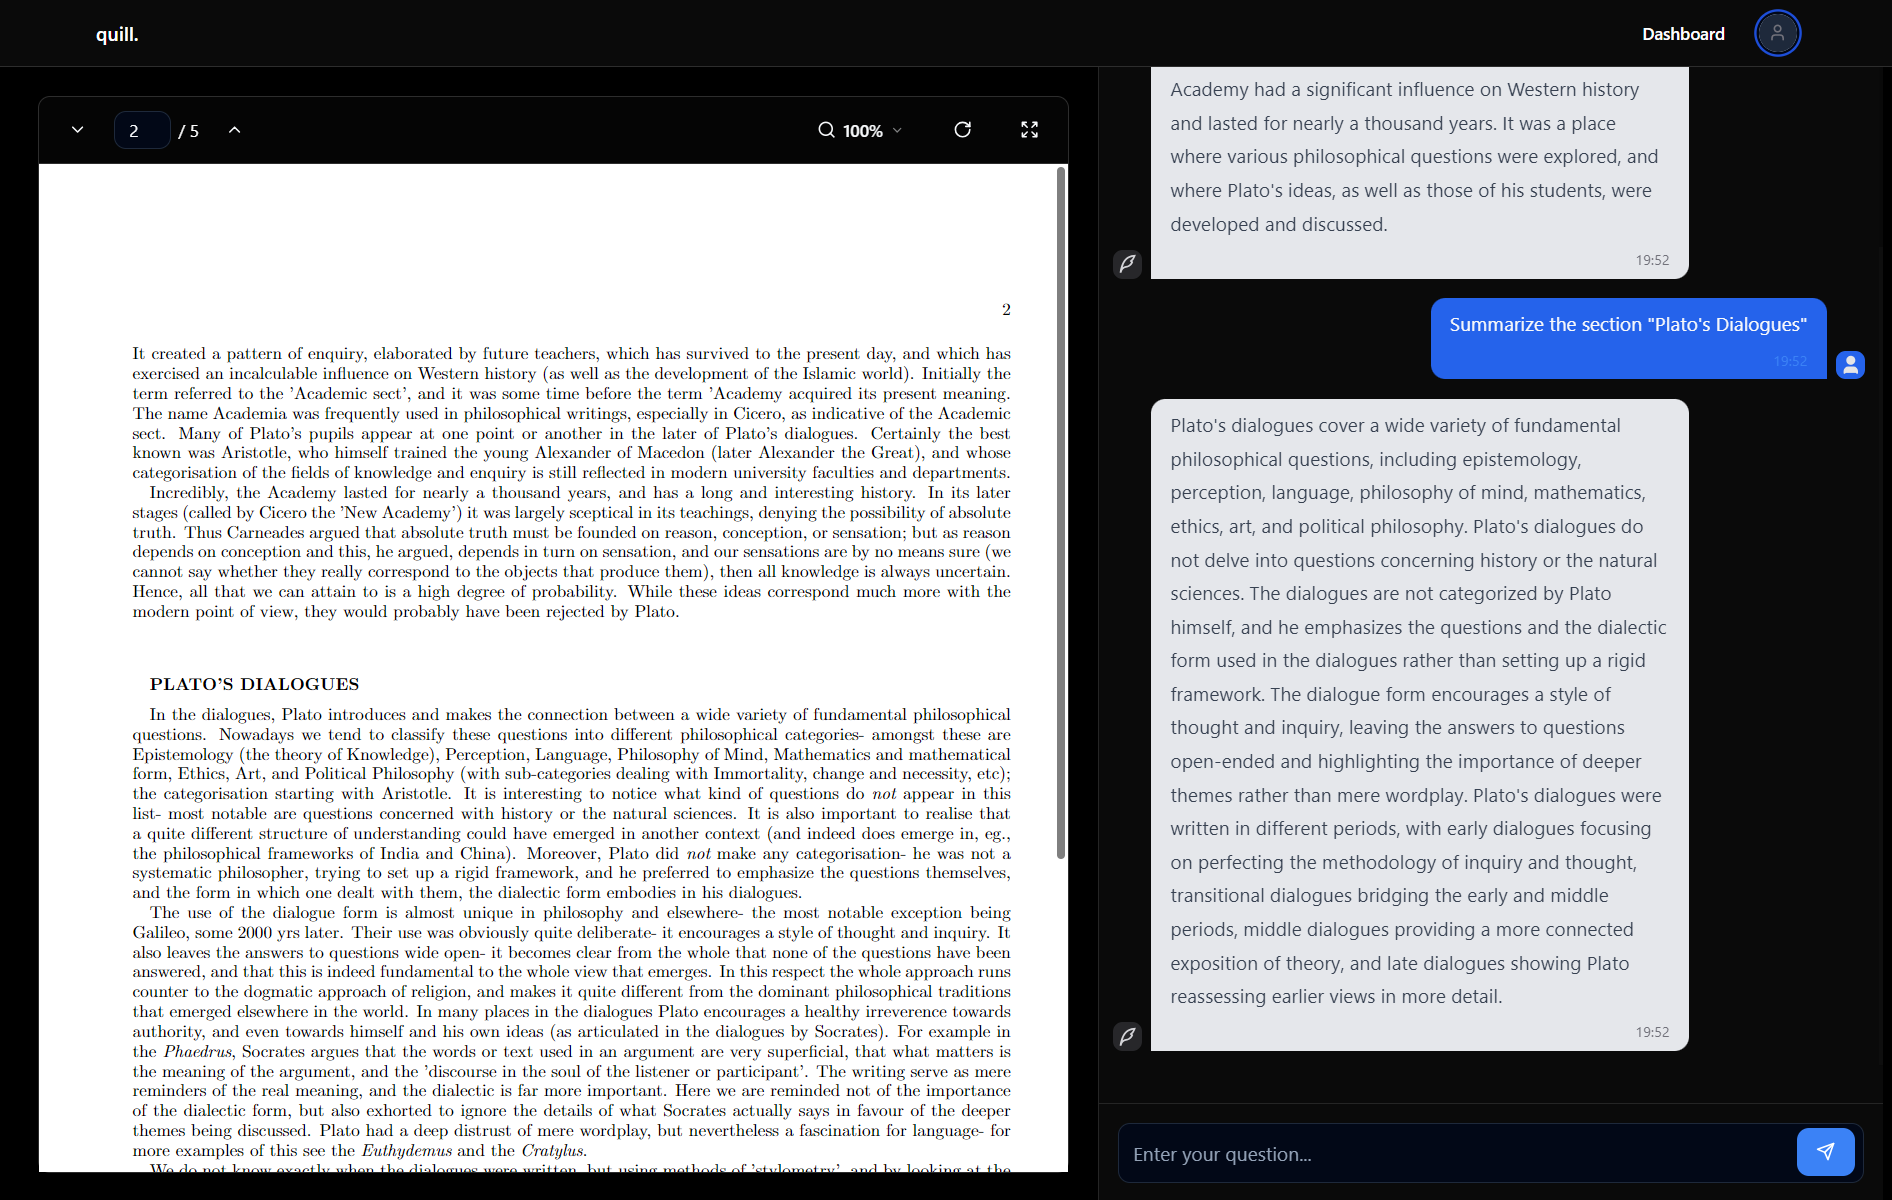 quill.
Dashboard
2 / 5
100%
2
It created a pattern of enquiry, elaborated by future teachers, which has survived to the present day, and which has
exercised an incalculable influence on Western history (as well as the development of the Islamic world). Initially the
term referred to the 'Academic sect', and it was some time before the term 'Academy acquired its present meaning.
The name Academia was frequently used in philosophical writings, especially in Cicero, as indicative of the Academic
sect. Many of Plato's pupils appear at one point or another in the later of Plato's dialogues. Certainly the best
known was Aristotle, who himself trained the young Alexander of Macedon (later Alexander the Great), and whose
categorisation of the fields of knowledge and enquiry is still reflected in modern university faculties and departments.
Incredibly, the Academy lasted for nearly a thousand years, and has a long and interesting history. In its later
stages (called by Cicero the 'New Academy') it was largely sceptical in its teachings, denying the possibility of absolute
truth. Thus Carneades argued that absolute truth must be founded on reason, conception, or sensation; but as reason
depends on conception and this, he argued, depends in turn on sensation, and our sensations are by no means sure (we
cannot say whether they really correspond to the objects that produce them), then all knowledge is always uncertain.
Hence, all that we can attain to is a high degree of probability. While these ideas correspond much more with the
modern point of view, they would probably have been rejected by Plato.
PLATO'S DIALOGUES
In the dialogues, Plato introduces and makes the connection between a wide variety of fundamental philosophical
questions. Nowadays we tend to classify these questions into different philosophical categories- amongst these are
Epistemology (the theory of Knowledge), Perception, Language, Philosophy of Mind, Mathematics and mathematical
form, Ethics, Art, and Political Philosophy (with sub-categories dealing with Immortality, change and necessity, etc);
the categorisation starting with Aristotle. It is interesting to notice what kind of questions do not appear in this
list- most notable are questions concerned with history or the natural sciences. It is also important to realise that
a quite different structure of understanding could have emerged in another context (and indeed does emerge in, eg.,
the philosophical frameworks of India and China). Moreover, Plato did not make any categorisation- he was not a
systematic philosopher, trying to set up a rigid framework, and he preferred to emphasize the questions themselves,
and the form in which one dealt with them, the dialectic form embodies in his dialogues.
The use of the dialogue form is almost unique in philosophy and elsewhere- the most notable exception being
Galileo, some 2000 yrs later. Their use was obviously quite deliberate- it encourages a style of thought and inquiry. It
also leaves the answers to questions wide open- it becomes clear from the whole that none of the questions have been
answered, and that this is indeed fundamental to the whole view that emerges. In this respect the whole approach runs
counter to the dogmatic approach of religion, and makes it quite different from the dominant philosophical traditions
that emerged elsewhere in the world. In many places in the dialogues Plato encourages a healthy irreverence towards
authority, and even towards himself and his own ideas (as articulated in the dialogues by Socrates). For example in
the Phaedrus, Socrates argues that the words or text used in an argument are very superficial, that what matters is
the meaning of the argument, and the 'discourse in the soul of the listener or participant'. The writing serve as mere
reminders of the real meaning, and the dialectic is far more important. Here we are reminded not of the importance
of the dialectic form, but also exhorted to ignore the details of what Socrates actually says in favour of the deeper
themes being discussed. Plato had a deep distrust of mere wordplay, but nevertheless a fascination for language- for
more examples of this see the Euthydemus and the Cratylus.
We do not know exactly when the dialogues were written, but using methods of 'stylometry', and by looking at the
Academy had a significant influence on Western history
and lasted for nearly a thousand years. It was a place
where various philosophical questions were explored, and
where Plato's ideas, as well as those of his students, were
developed and discussed.
19:52
Summarize the section "Plato's Dialogues"
19:52
Plato's dialogues cover a wide variety of fundamental
philosophical questions, including epistemology,
perception, language, philosophy of mind, mathematics,
ethics, art, and political philosophy. Plato's dialogues do
not delve into questions concerning history or the natural
sciences. The dialogues are not categorized by Plato
himself, and he emphasizes the questions and the dialectic
form used in the dialogues rather than setting up a rigid
framework. The dialogue form encourages a style of
thought and inquiry, leaving the answers to questions
open-ended and highlighting the importance of deeper
themes rather than mere wordplay. Plato's dialogues were
written in different periods, with early dialogues focusing
on perfecting the methodology of inquiry and thought,
transitional dialogues bridging the early and middle
periods, middle dialogues providing a more connected
exposition of theory, and late dialogues showing Plato
reassessing earlier views in more detail.
19:52
Enter your question...